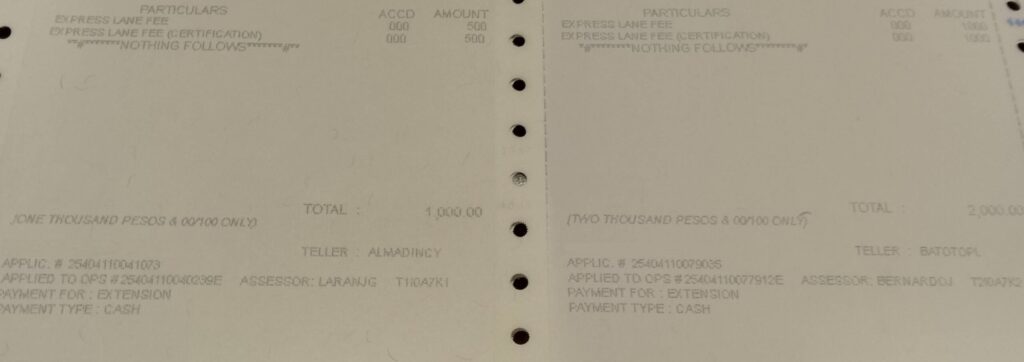 PARTICULARS ACCD AMOUNT
EXPRESS LANE FEE 000 500
EXPRESS LANE FEE (CERTIFICATION) 000 500
**#*******NOTHING FOLLOWS*******#**
TOTAL : 1,000.00
(ONE THOUSAND PESOS & 00/100 ONLY)
TELLER : ALMADINCY
APPLIC. # 25404110041073
APPLIED TO OPS # 25404110040239E ASSESSOR: LARANJG T110A7K1
PAYMENT FOR : EXTENSION
PAYMENT TYPE : CASH
PARTICULARS ACCD AMOUNT
EXPRESS LANE FEE 000 1000
EXPRESS LANE FEE (CERTIFICATION) 000 1000
**#*******NOTHING FOLLOWS*******#*
TOTAL : 2,000.00
(TWO THOUSAND PESOS & 00/100 ONLY)
TELLER : BATOTOPL
APPLIC. # 25404110079035
APPLIED TO OPS # 25404110077912E ASSESSOR: BERNARDOJ T210A7K2
PAYMENT FOR : EXTENSION
PAYMENT TYPE : CASH